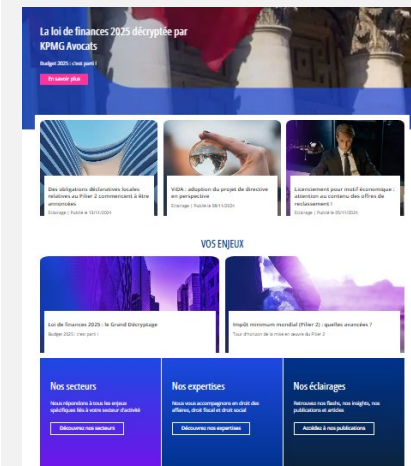 La loi de finances 2025 décryptée par
KPMG Avocats
Budget 2025 : c'est parti !
En savoir plus
Des obligations déclaratives locales
relatives au Pilier 2 commencent à être
annoncées
Eclairage | Publié le 13/11/2024
ViDA : adoption du projet de directive
en perspective
Eclairage | Publié le 08/11/2024
Licenciement pour motif économique :
attention au contenu des offres de
reclassement !
Eclairage | Publié le 05/11/2024
VOS ENJEUX
Loi de finances 2025 : le Grand Décryptage
Budget 2025 : c'est parti !
Impôt minimum mondial (Pilier 2) : quelles avancées ?
Tour d'horizon de la mise en œuvre du Pilier 2
Nos secteurs
Nous répondons à tous les enjeux
spécifiques liés à votre secteur d'activité
Découvrez nos secteurs
Nos expertises
Nous vous accompagnons en droit des
affaires, droit fiscal et droit social
Découvrez nos expertises
Nos éclairages
Retrouvez nos flashs, nos insights, nos
publications et articles
Accédez à nos publications